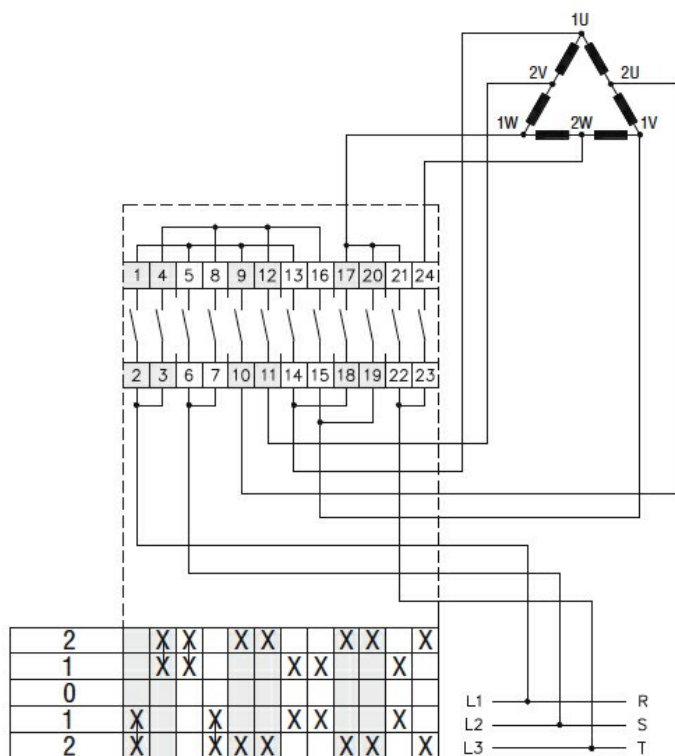 1U
2V 2U
1W 2W 1V
1 4 5 8 9 12 13 16 17 20 21 24
2 3 6 7 10 11 14 15 18 19 22 23
2 X X X X X X X
1 X X X X X
0
1 X X X X X
2 X X X X X X X
L1 R
L2 S
L3 T